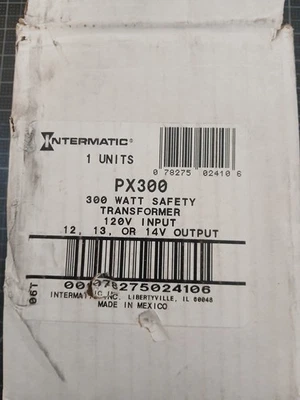 INTERMATIC®
1 UNITS
0 78275 02410 6
PX300
300 WATT SAFETY
TRANSFORMER
120V INPUT
12, 13, OR 14V OUTPUT
06T
INC. LIBERTYVILLE, IL 60048
MADE IN MEXICO